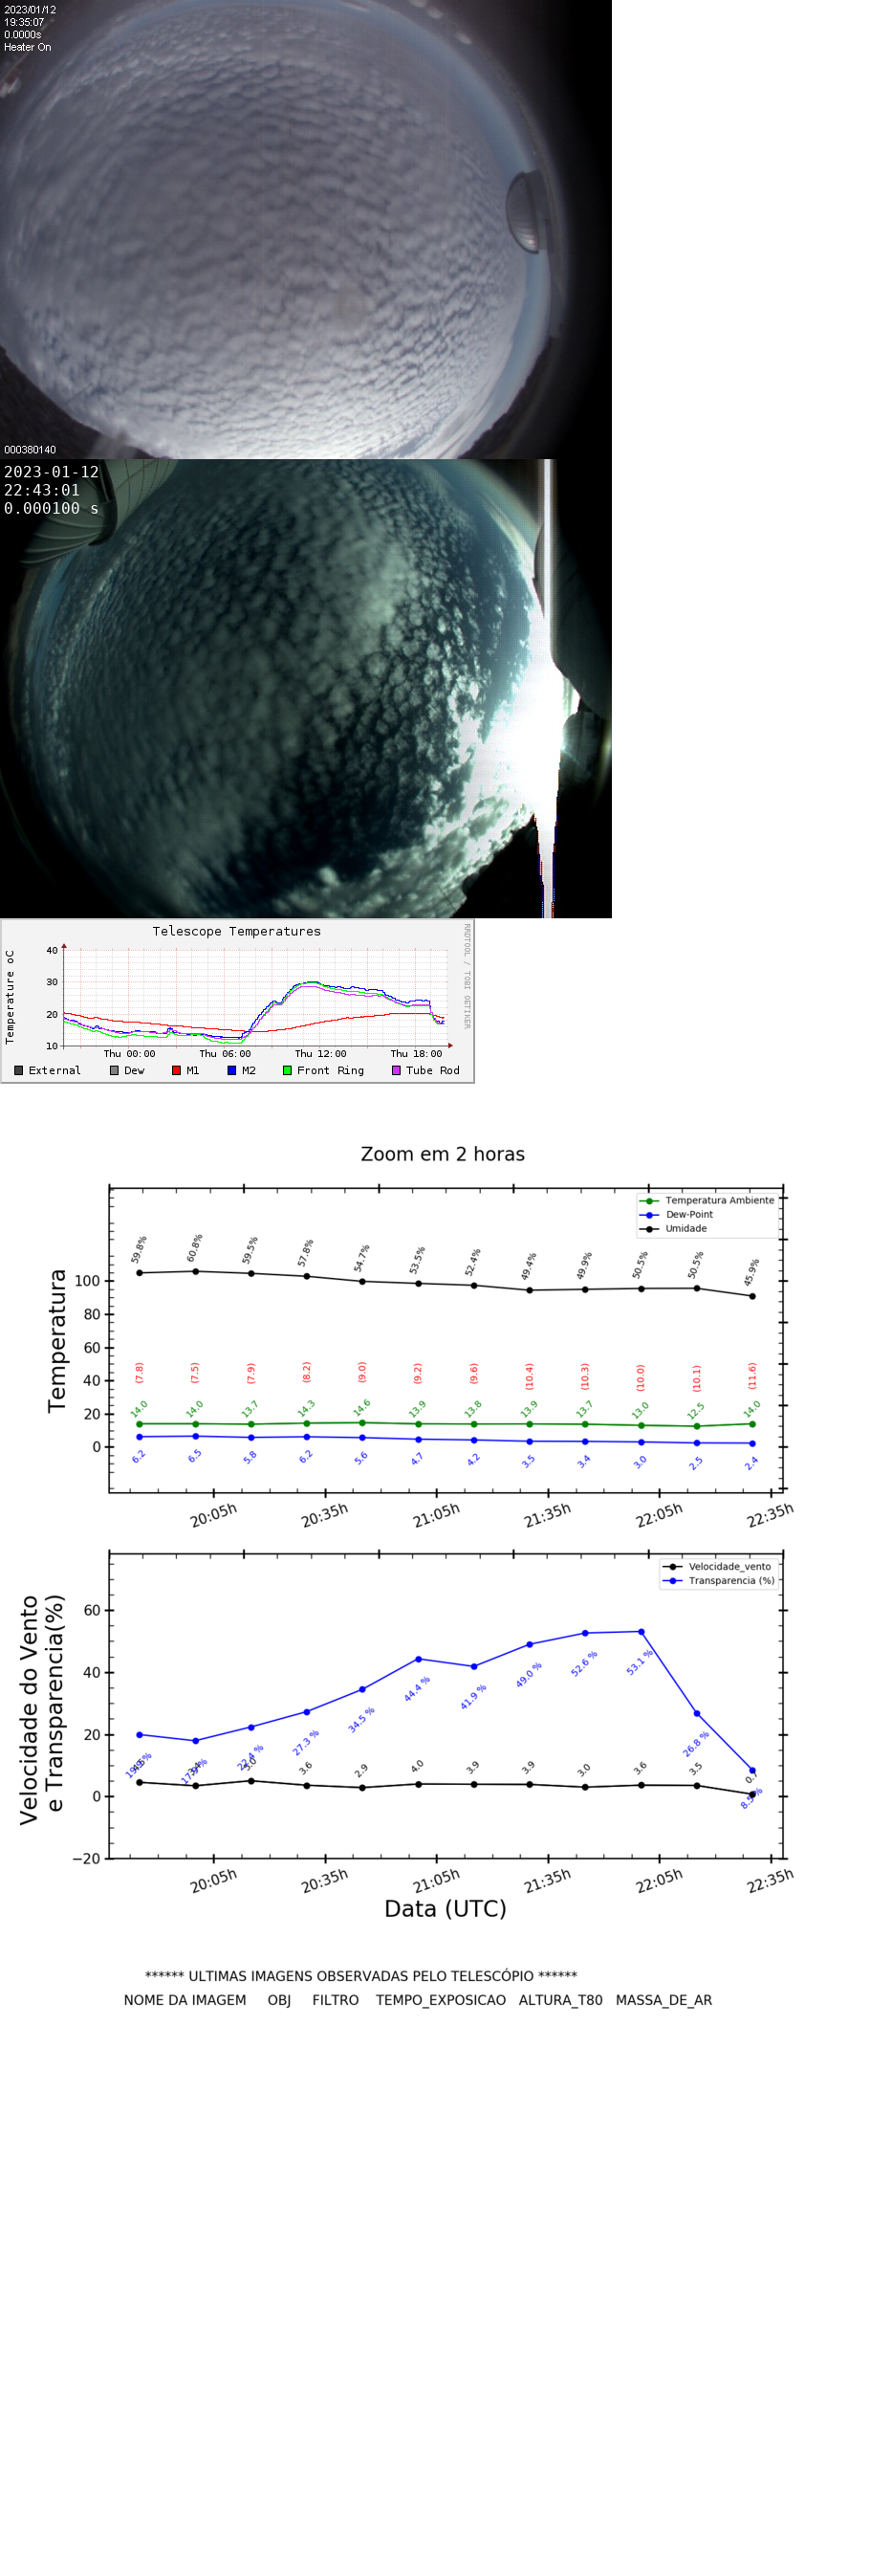 2023/01/12
19:35:07
0.0000s
Heater On
000380140
2023-01-12
22:43:01
0.000100 s
Telescope Temperatures
RRDTOOL / TOBI OETIKER
Temperature oC
40
30
20
10
Thu 00:00 Thu 06:00 Thu 12:00 Thu 18:00
External Dew M1 M2 Front Ring Tube Rod
Zoom em 2 horas
Temperatura Ambiente
Dew-Point
Umidade
Temperatura
100
80
60
40
20
0
59.8% 60.8% 59.5% 57.8% 54.7% 53.5% 52.4% 49.4% 49.9% 50.5% 50.5% 45.9%
(7.8) (7.5) (7.9) (8.2) (9.0) (9.2) (9.6) (10.4) (10.3) (10.0) (10.1) (11.6)
14.0 14.0 13.7 14.3 14.6 13.9 13.8 13.9 13.7 13.0 12.5 14.0
6.2 6.5 5.8 6.2 5.6 4.7 4.2 3.5 3.4 3.0 2.5 2.4
20:05h 20:35h 21:05h 21:35h 22:05h 22:35h
Velocidade_vento
Transparencia (%)
Velocidade do Vento
e Transparencia(%)
60
40
20
0
−20
22.4 % 27.3 % 34.5 % 44.4 % 41.9 % 49.0 % 52.6 % 53.1 % 26.8 %
5.0 3.6 2.9 4.0 3.9 3.9 3.0 3.6 3.5
20:05h 20:35h 21:05h 21:35h 22:05h 22:35h
Data (UTC)
****** ULTIMAS IMAGENS OBSERVADAS PELO TELESCÓPIO ******
NOME DA IMAGEM OBJ FILTRO TEMPO_EXPOSICAO ALTURA_T80 MASSA_DE_AR